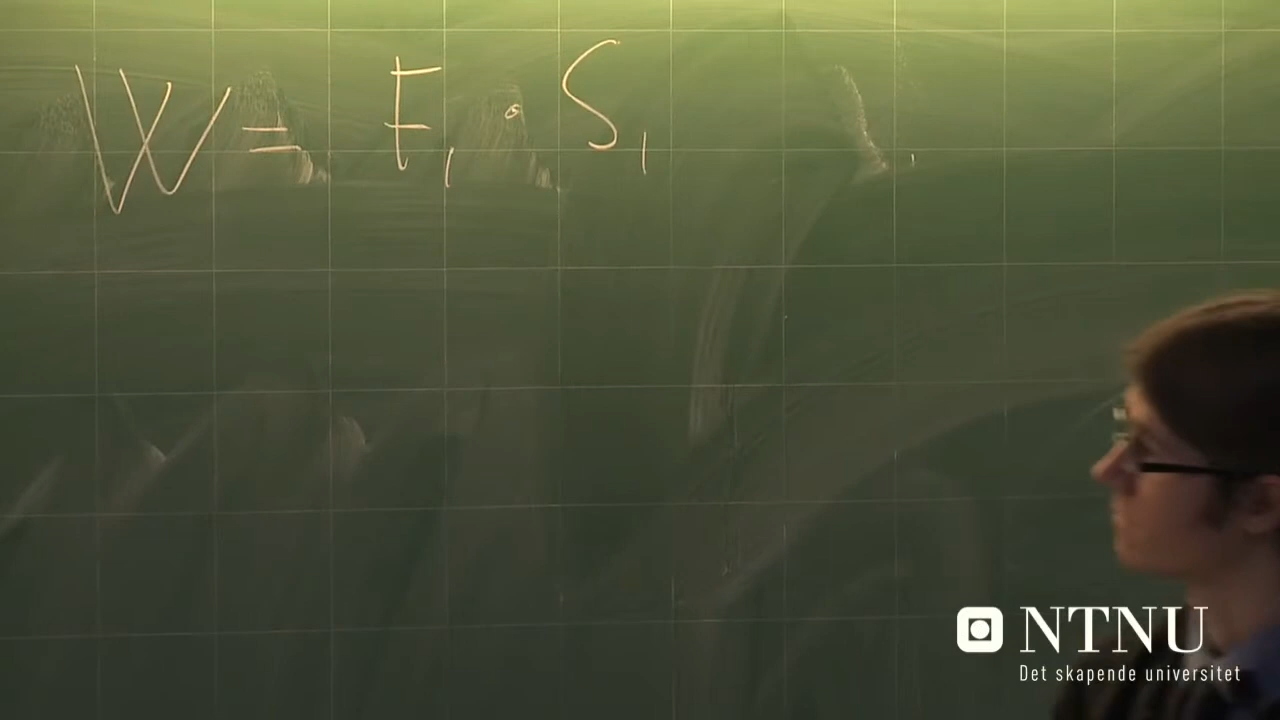 W = F₁ · S₁
NTNU
Det skapende universitet